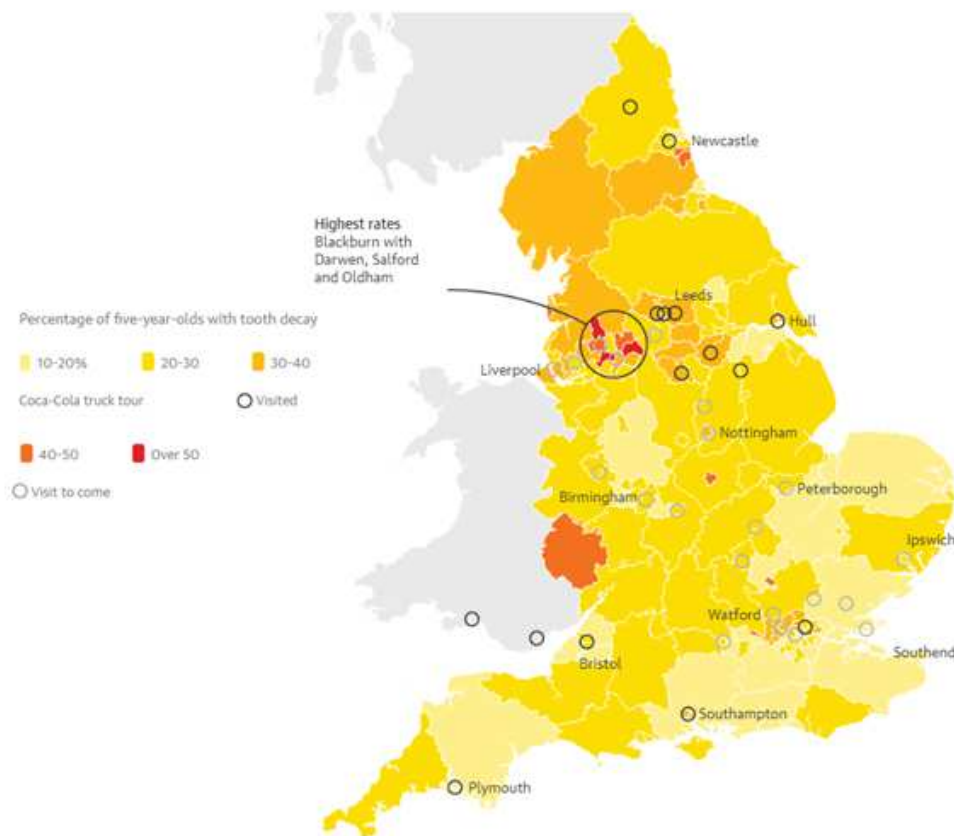 Newcastle
Highest rates
Blackburn with
Darwen, Salford
and Oldham
Leeds
Percentage of five-year-olds with tooth decay
Hull
10-20%
20-30
30-40
Liverpool
Coca-Cola truck tour
Visited
Nottingham
40-50
Over 50
Visit to come
Birmingham
Peterborough
Ipswich
Watford
Southend
Bristol
Southampton
Plymouth